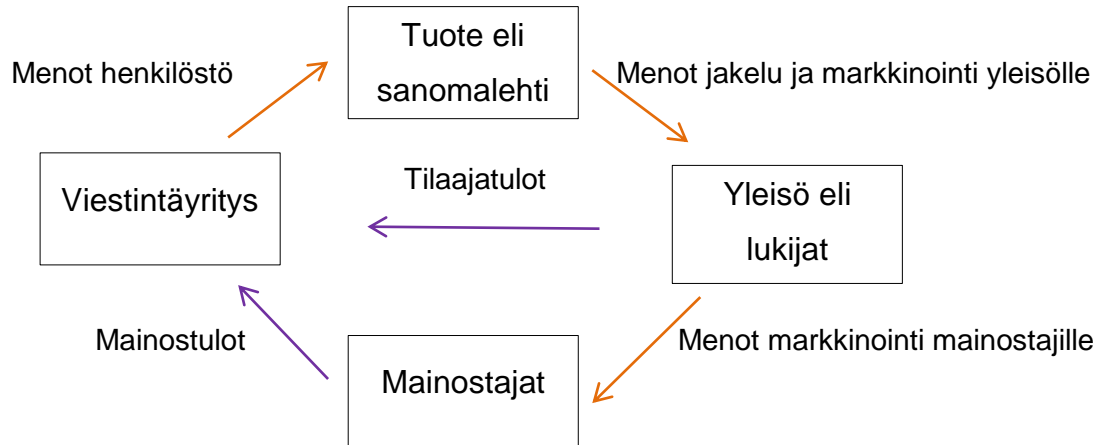 Tuote eli
sanomalehti
Menot henkilöstö
Menot jakelu ja markkinointi yleisölle
Viestintäyritys
Tilaajatulot
Yleisö eli
lukijat
Mainostulot
Menot markkinointi mainostajille
Mainostajat